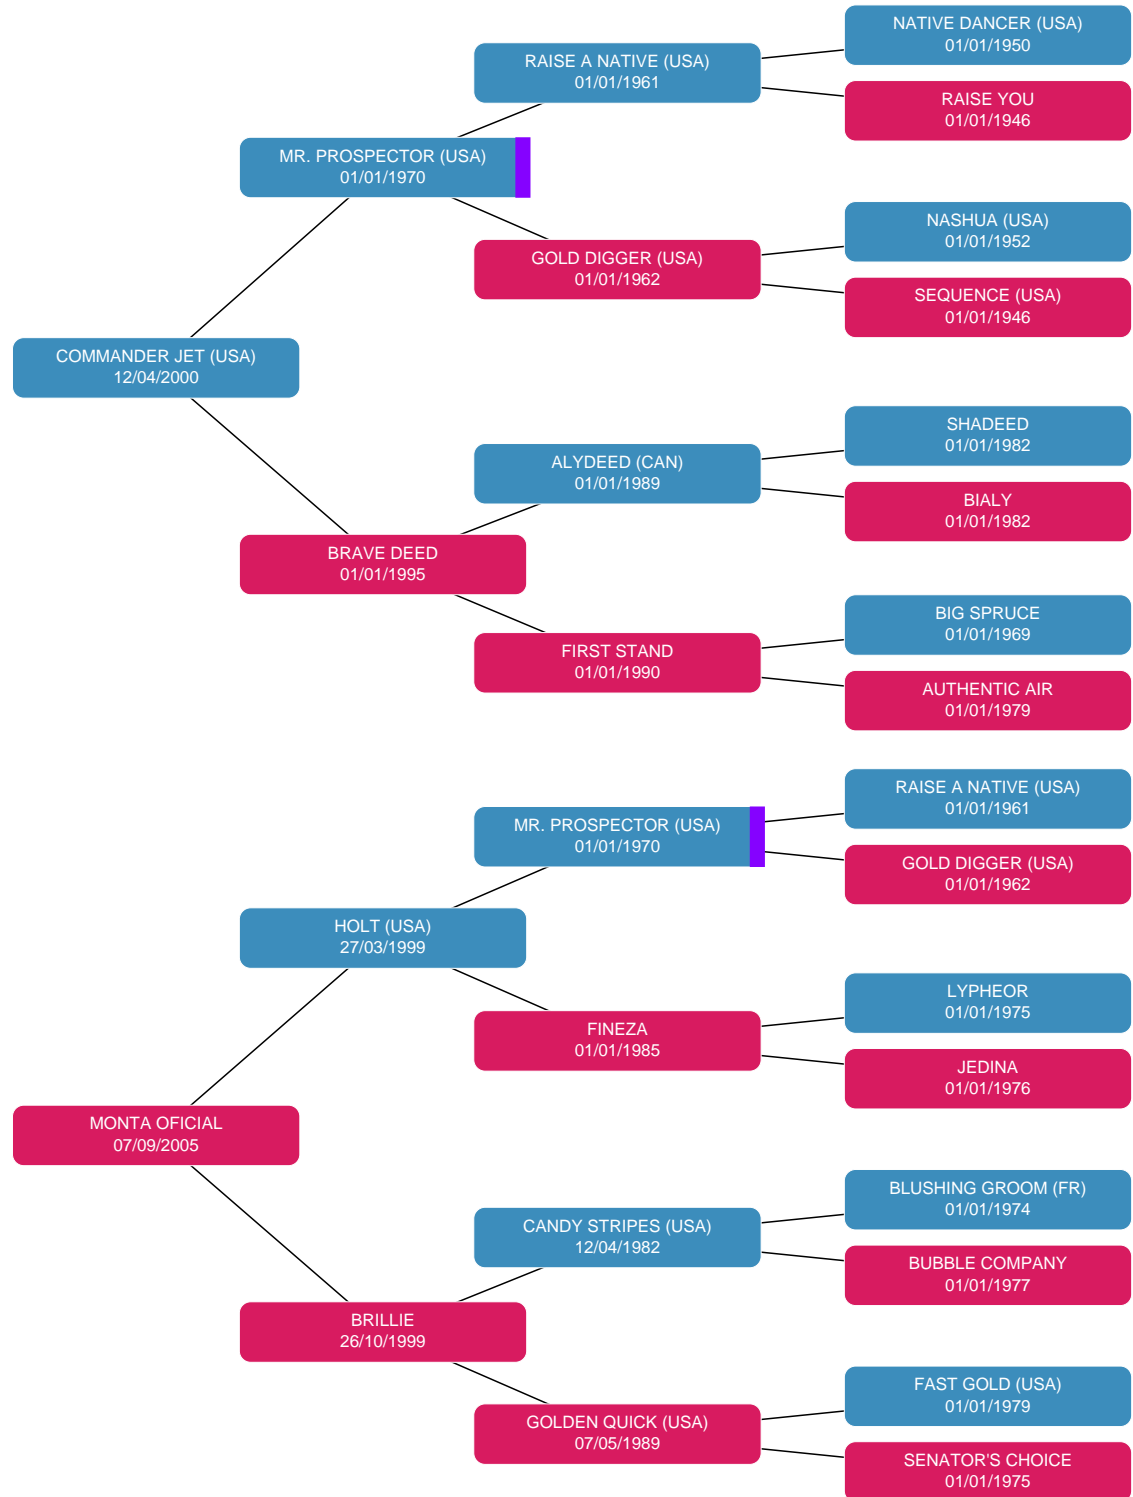 NATIVE DANCER (USA)
01/01/1950
RAISE A NATIVE (USA)
01/01/1961
RAISE YOU
01/01/1946
MR. PROSPECTOR (USA)
01/01/1970
NASHUA (USA)
01/01/1952
GOLD DIGGER (USA)
01/01/1962
SEQUENCE (USA)
01/01/1946
COMMANDER JET (USA)
12/04/2000
SHADEED
01/01/1982
ALYDEED (CAN)
01/01/1989
BIALY
01/01/1982
BRAVE DEED
01/01/1995
BIG SPRUCE
01/01/1969
FIRST STAND
01/01/1990
AUTHENTIC AIR
01/01/1979
RAISE A NATIVE (USA)
01/01/1961
MR. PROSPECTOR (USA)
01/01/1970
GOLD DIGGER (USA)
01/01/1962
HOLT (USA)
27/03/1999
LYPHEOR
01/01/1975
FINEZA
01/01/1985
JEDINA
01/01/1976
MONTA OFICIAL
07/09/2005
BLUSHING GROOM (FR)
01/01/1974
CANDY STRIPES (USA)
12/04/1982
BUBBLE COMPANY
01/01/1977
BRILLIE
26/10/1999
FAST GOLD (USA)
01/01/1979
GOLDEN QUICK (USA)
07/05/1989
SENATOR'S CHOICE
01/01/1975